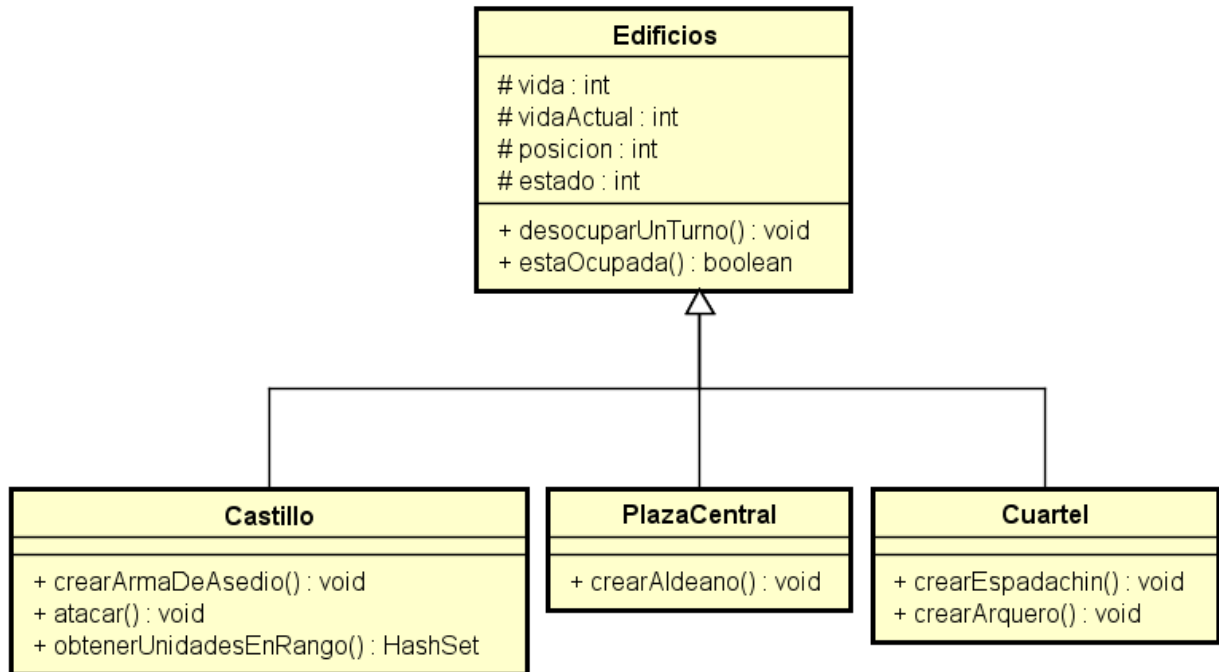 Edificios
# vida : int
# vidaActual : int
# posicion : int
# estado : int
+ desocuparUnTurno() : void
+ estaOcupada() : boolean
Castillo
+ crearArmaDeAsedio() : void
+ atacar() : void
+ obtenerUnidadesEnRango() : HashSet
PlazaCentral
+ crearAldeano() : void
Cuartel
+ crearEspadachin() : void
+ crearArquero() : void